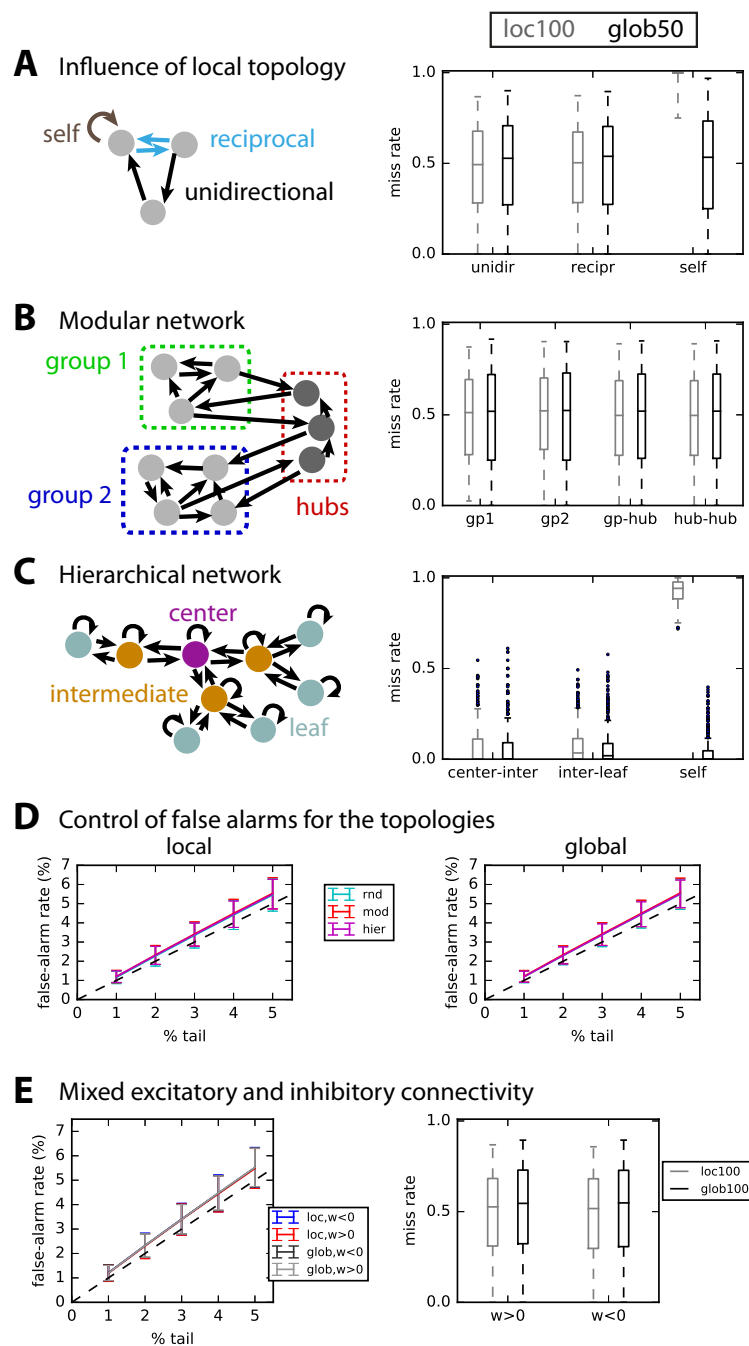 loc100 glob50
A Influence of local topology
self
reciprocal
unidirectional
1.0
0.5
0.0
miss rate
unidir recipr self
B Modular network
group 1
group 2
hubs
1.0
0.5
0.0
miss rate
gp1 gp2 gp-hub hub-hub
C Hierarchical network
center
intermediate
leaf
1.0
0.5
0.0
miss rate
center-inter inter-leaf self
D Control of false alarms for the topologies
local
7
6
5
4
3
2
1
0
false-alarm rate (%)
0 1 2 3 4 5
% tail
rnd
mod
hier
global
7
6
5
4
3
2
1
0
false-alarm rate (%)
0 1 2 3 4 5
% tail
E Mixed excitatory and inhibitory connectivity
7
6
5
4
3
2
1
0
false-alarm rate (%)
0 1 2 3 4 5
% tail
loc,w<0
loc,w>0
glob,w<0
glob,w>0
1.0
0.5
0.0
miss rate
w>0 w<0
loc100
glob100